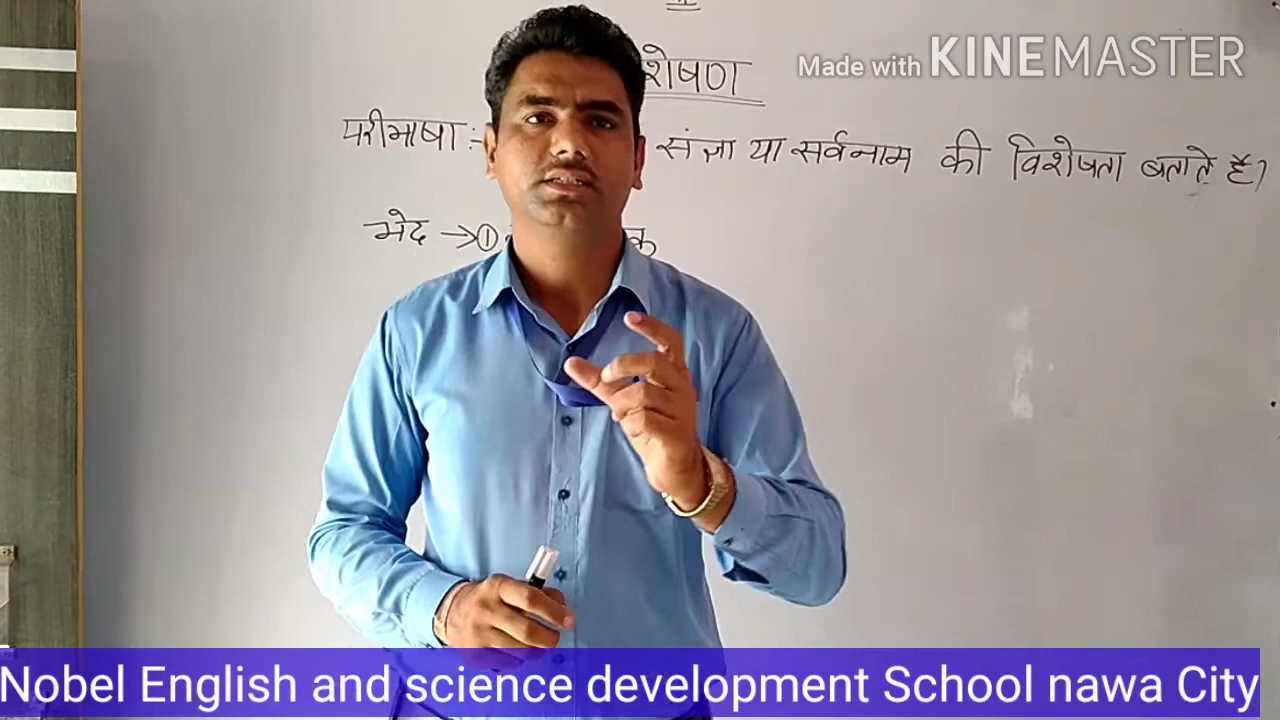 Made with KINEMASTER
शेषण
परीभाषा :- संज्ञा या सर्वनाम की विशेषता बताते है।
भेद → ① क
Nobel English and science development School nawa City